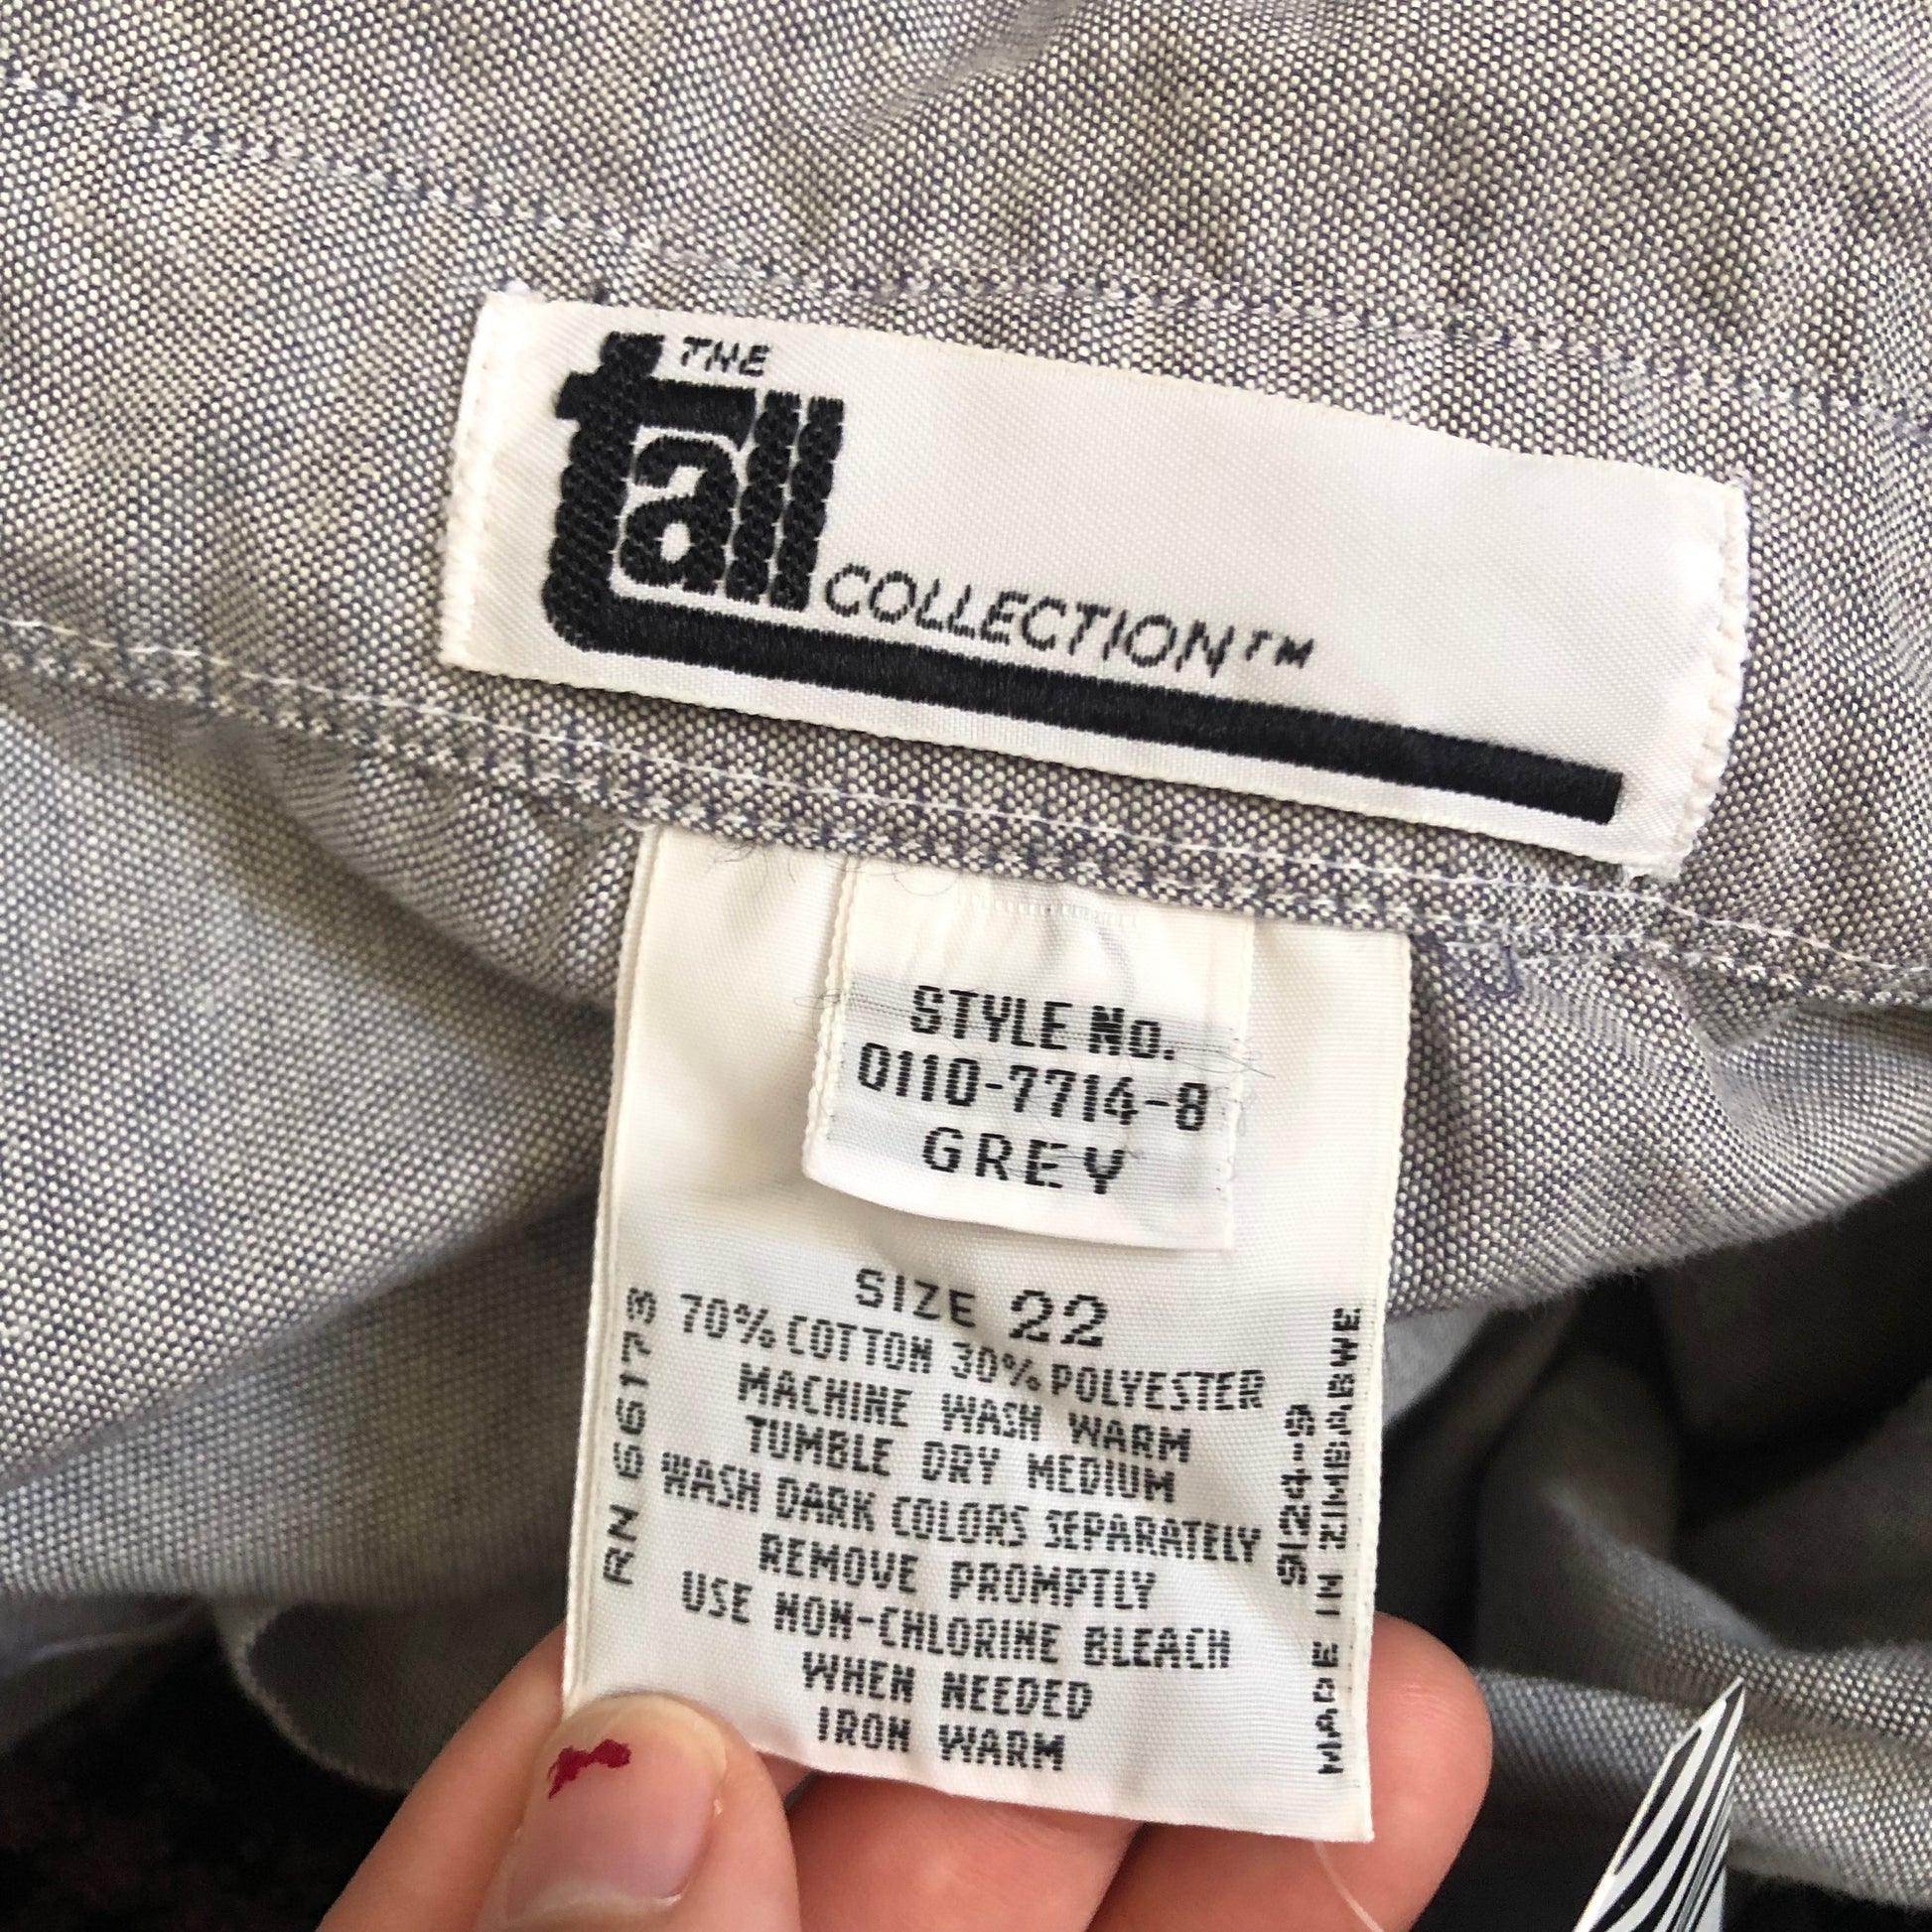 THE
tall
COLLECTION™
STYLE No.
0110-7714-8
GREY
SIZE 22
70% COTTON 30% POLYESTER
MACHINE WASH WARM
TUMBLE DRY MEDIUM
WASH DARK COLORS SEPARATELY
REMOVE PROMPTLY
USE NON-CHLORINE BLEACH
WHEN NEEDED
IRON WARM
RN 66173
9124-9
MADE IN ZIMBABWE